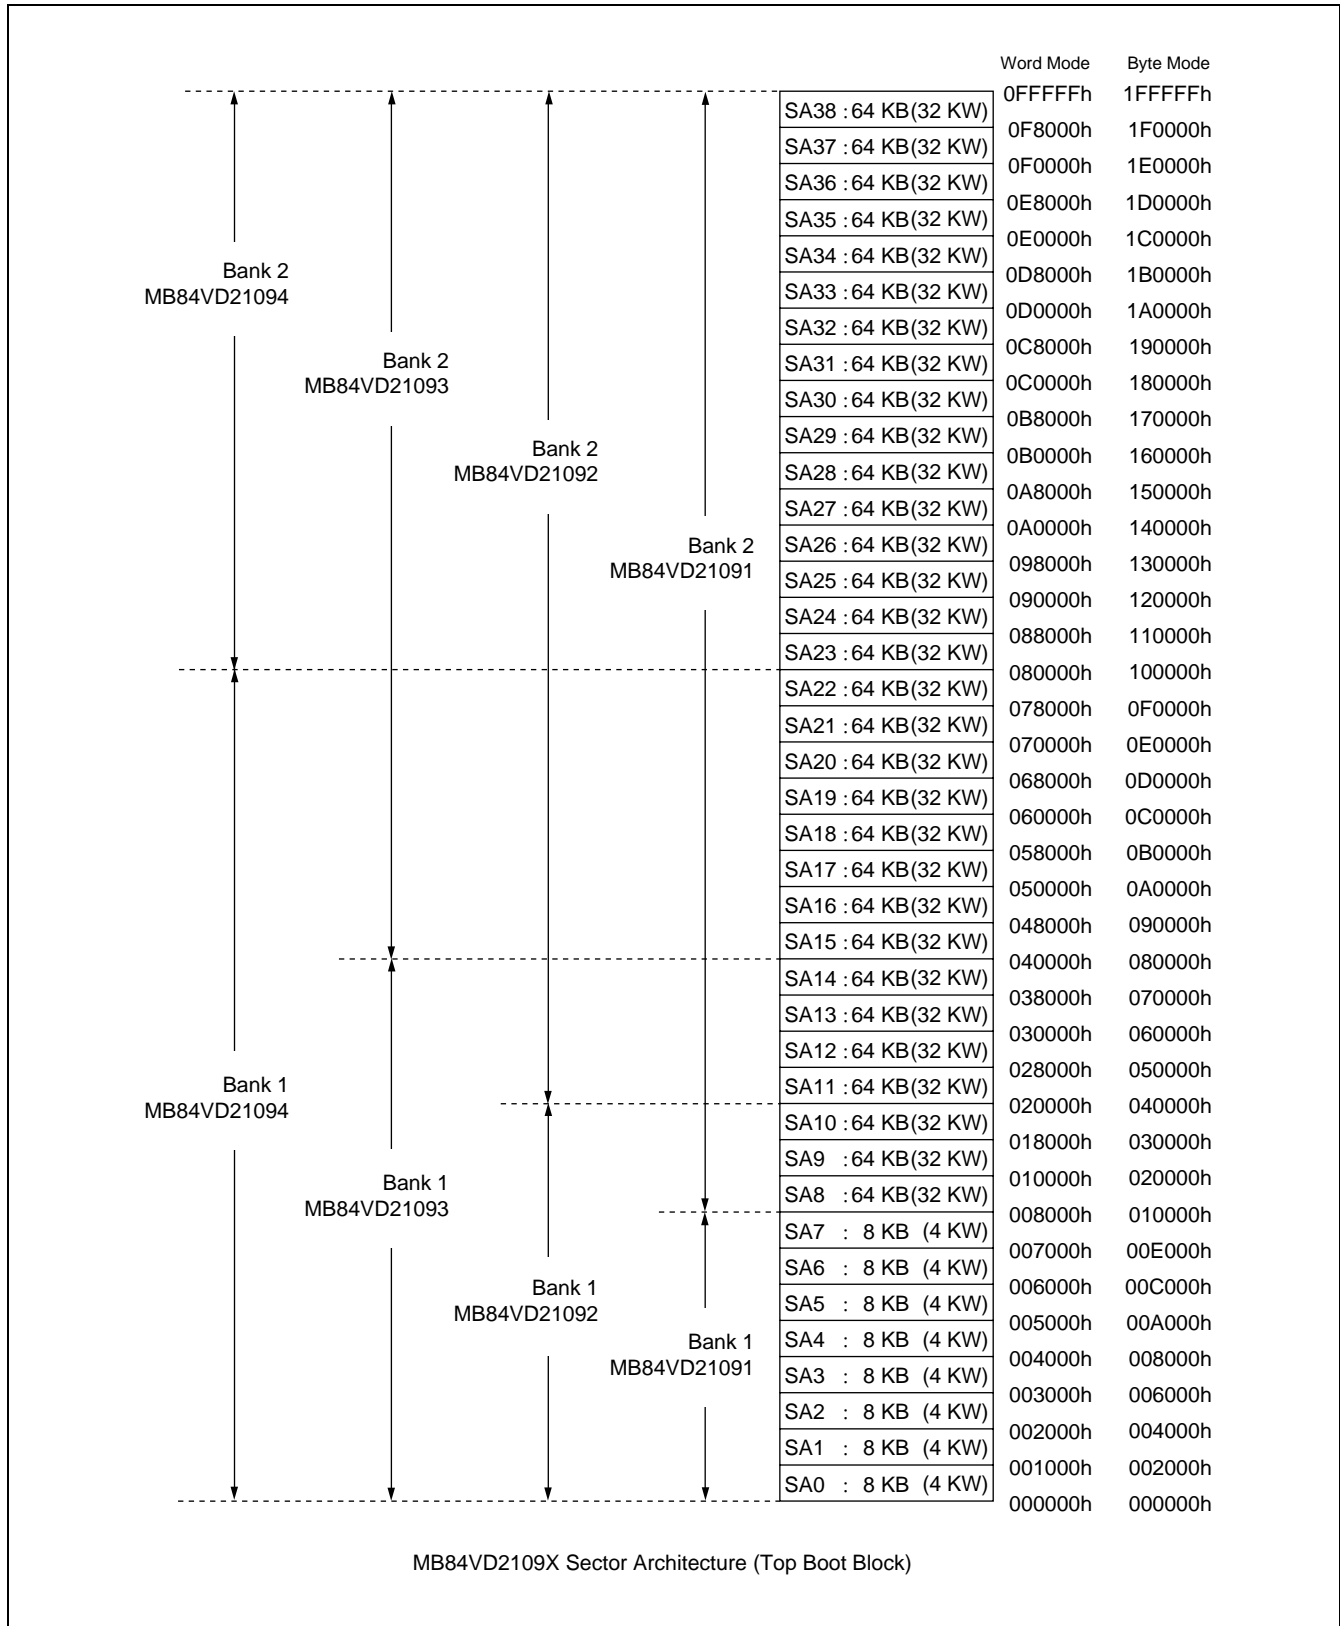 Word Mode Byte Mode
0FFFFFh 1FFFFFh
SA38 : 64 KB(32 KW)
0F8000h 1F0000h
SA37 : 64 KB(32 KW)
0F0000h 1E0000h
SA36 : 64 KB(32 KW)
0E8000h 1D0000h
SA35 : 64 KB(32 KW)
0E0000h 1C0000h
SA34 : 64 KB(32 KW)
Bank 2
MB84VD21094
0D8000h 1B0000h
SA33 : 64 KB(32 KW)
0D0000h 1A0000h
SA32 : 64 KB(32 KW)
0C8000h 190000h
Bank 2
MB84VD21093
SA31 : 64 KB(32 KW)
0C0000h 180000h
SA30 : 64 KB(32 KW)
0B8000h 170000h
SA29 : 64 KB(32 KW)
Bank 2
MB84VD21092
0B0000h 160000h
SA28 : 64 KB(32 KW)
0A8000h 150000h
SA27 : 64 KB(32 KW)
0A0000h 140000h
Bank 2
MB84VD21091
SA26 : 64 KB(32 KW)
098000h 130000h
SA25 : 64 KB(32 KW)
090000h 120000h
SA24 : 64 KB(32 KW)
088000h 110000h
SA23 : 64 KB(32 KW)
080000h 100000h
SA22 : 64 KB(32 KW)
078000h 0F0000h
SA21 : 64 KB(32 KW)
070000h 0E0000h
SA20 : 64 KB(32 KW)
068000h 0D0000h
SA19 : 64 KB(32 KW)
060000h 0C0000h
SA18 : 64 KB(32 KW)
058000h 0B0000h
SA17 : 64 KB(32 KW)
050000h 0A0000h
SA16 : 64 KB(32 KW)
048000h 090000h
SA15 : 64 KB(32 KW)
040000h 080000h
SA14 : 64 KB(32 KW)
038000h 070000h
SA13 : 64 KB(32 KW)
030000h 060000h
SA12 : 64 KB(32 KW)
028000h 050000h
Bank 1
MB84VD21094
SA11 : 64 KB(32 KW)
020000h 040000h
SA10 : 64 KB(32 KW)
018000h 030000h
SA9 : 64 KB(32 KW)
010000h 020000h
Bank 1
MB84VD21093
SA8 : 64 KB(32 KW)
008000h 010000h
SA7 : 8 KB (4 KW)
007000h 00E000h
SA6 : 8 KB (4 KW)
006000h 00C000h
Bank 1
MB84VD21092
SA5 : 8 KB (4 KW)
005000h 00A000h
SA4 : 8 KB (4 KW)
Bank 1
MB84VD21091
004000h 008000h
SA3 : 8 KB (4 KW)
003000h 006000h
SA2 : 8 KB (4 KW)
002000h 004000h
SA1 : 8 KB (4 KW)
001000h 002000h
SA0 : 8 KB (4 KW)
000000h 000000h
MB84VD2109X Sector Architecture (Top Boot Block)